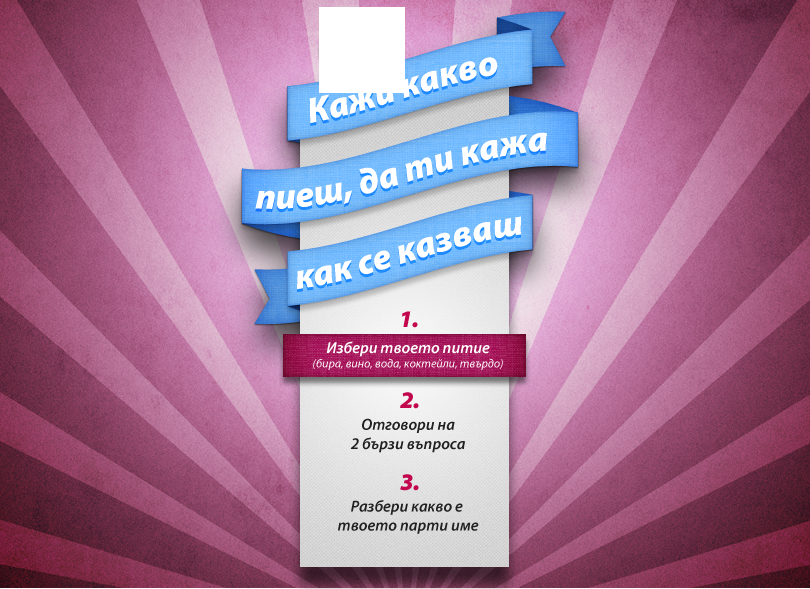 Кажи какво
пиеш, да ти кажа
как се казваш
1.
Избери твоето питие
(бира, вино, вода, коктейли, твърдо)
2.
Отговори на
2 бързи въпроса
3.
Разбери какво е
твоето парти име